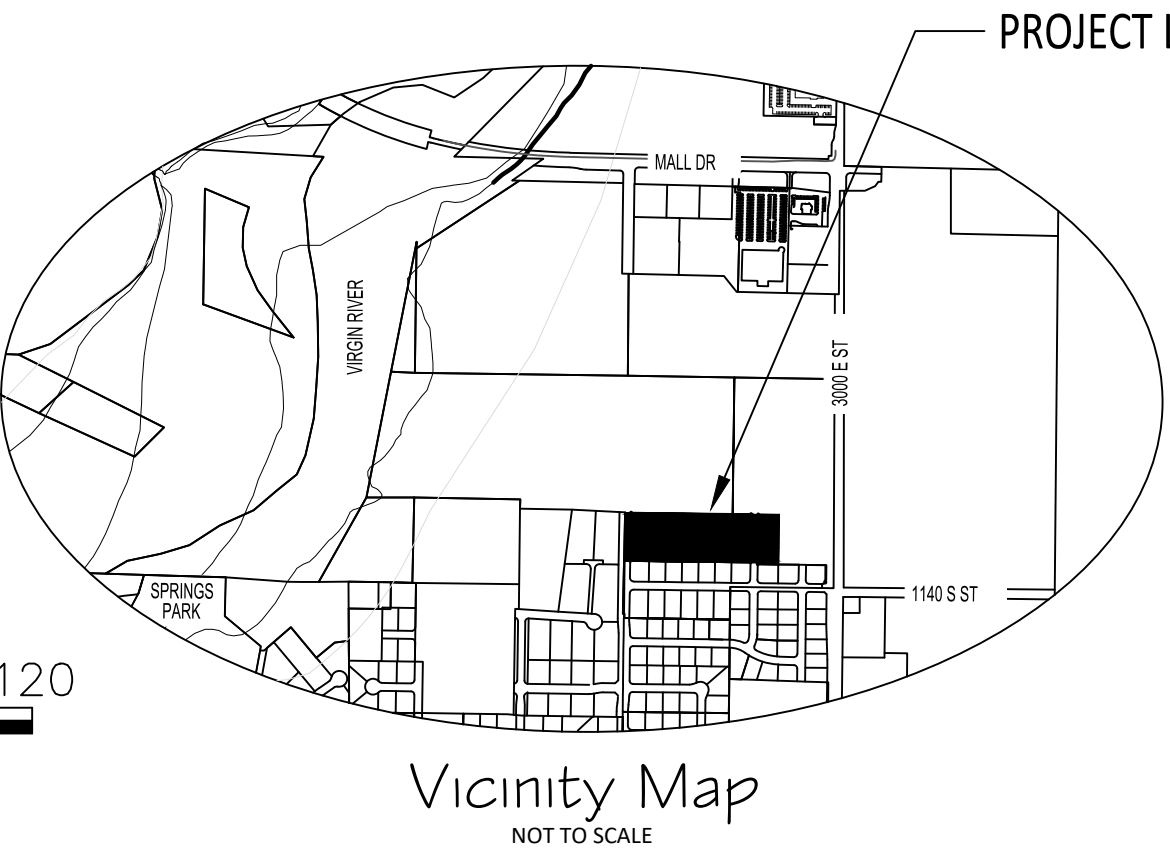 PROJECT
MALL DR
VIRGIN RIVER
3000 E ST
SPRINGS
PARK
1140 S ST
120
Vicinity Map
NOT TO SCALE